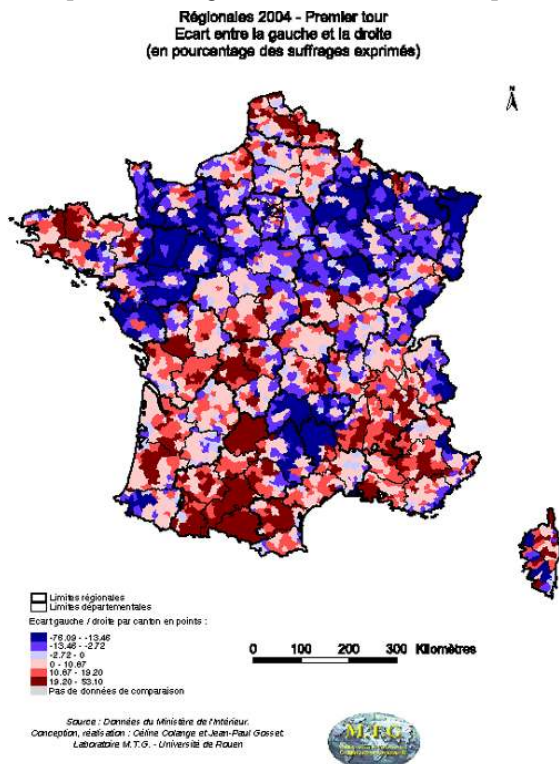 Régionales 2004 - Premier tour
Ecart entre la gauche et la droite
(en pourcentage des suffrages exprimés)
N
Limites régionales
Limites départementales
Ecart gauche / droite par canton en points :
-76.09 - -13.46
-13.46 - -2.72
-2.72 - 0
0 - 10.67
10.67 - 19.20
19.20 - 53.10
Pas de données de comparaison
0 100 200 300 Kilomètres
Source : Données du Ministère de l'Intérieur.
Conception, réalisation : Céline Colange et Jean-Paul Gosset.
Laboratoire M.T.G. - Université de Rouen
M.T.G.